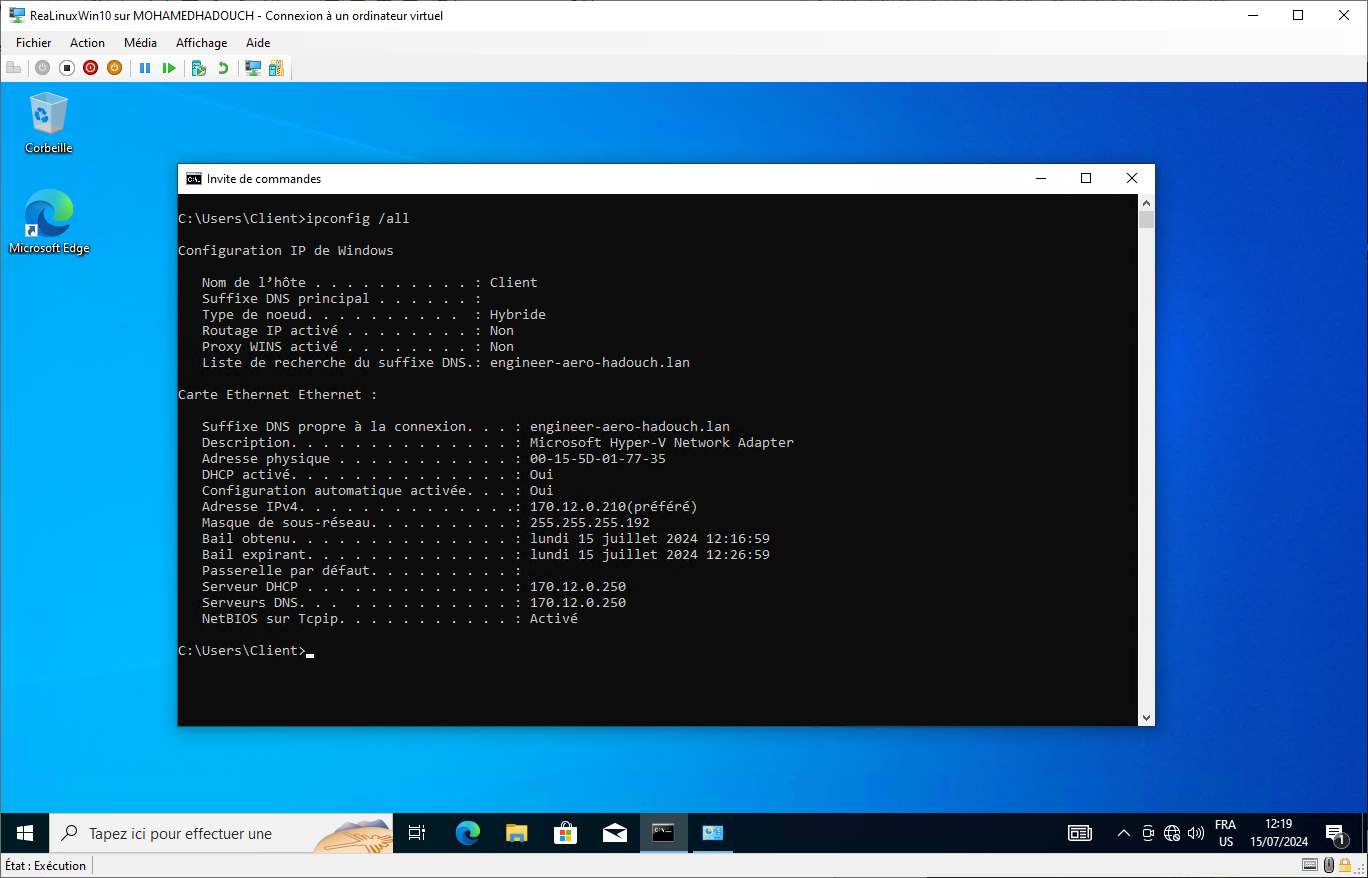 ReaLinuxWin10 sur MOHAMEDHADOUCH - Connexion à un ordinateur virtuel
Fichier Action Média Affichage Aide
Corbeille
Microsoft Edge
Invite de commandes
C:\Users\Client>ipconfig /all
Configuration IP de Windows
Nom de l’hôte . . . . . . . . . . : Client
Suffixe DNS principal . . . . . . :
Type de noeud. . . . . . . . . .  : Hybride
Routage IP activé . . . . . . . . : Non
Proxy WINS activé . . . . . . . . : Non
Liste de recherche du suffixe DNS.: engineer-aero-hadouch.lan
Carte Ethernet Ethernet :
Suffixe DNS propre à la connexion. . . : engineer-aero-hadouch.lan
Description. . . . . . . . . . . . . . : Microsoft Hyper-V Network Adapter
Adresse physique . . . . . . . . . . . : 00-15-5D-01-77-35
DHCP activé. . . . . . . . . . . . . . : Oui
Configuration automatique activée. . . : Oui
Adresse IPv4. . . . . . . . . . . . . .: 170.12.0.210(préféré)
Masque de sous-réseau. . . . . . . . . : 255.255.255.192
Bail obtenu. . . . . . . . . . . . . . : lundi 15 juillet 2024 12:16:59
Bail expirant. . . . . . . . . . . . . : lundi 15 juillet 2024 12:26:59
Passerelle par défaut. . . . . . . . . :
Serveur DHCP . . . . . . . . . . . . . : 170.12.0.250
Serveurs DNS. . .  . . . . . . . . . . : 170.12.0.250
NetBIOS sur Tcpip. . . . . . . . . . . : Activé
C:\Users\Client>
Tapez ici pour effectuer une
FRA
US
12:19
15/07/2024
1
État : Exécution